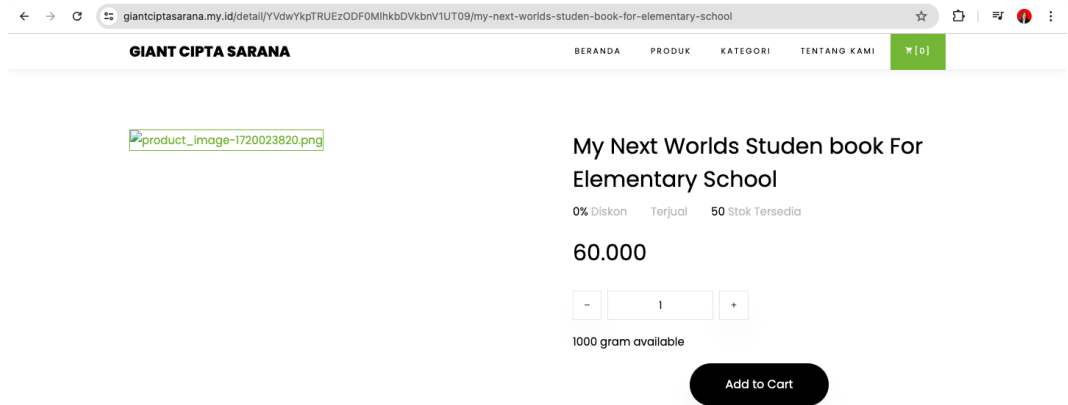 giantciptasarana.my.id/detail/YVdwYkpTRUEzODF0MlhkbDVkbnV1UT09/my-next-worlds-studen-book-for-elementary-school
GIANT CIPTA SARANA
BERANDA PRODUK KATEGORI TENTANG KAMI [0]
product_image-1720023820.png
My Next Worlds Studen book For
Elementary School
0% Diskon Terjual 50 Stok Tersedia
60.000
- 1 +
1000 gram available
Add to Cart